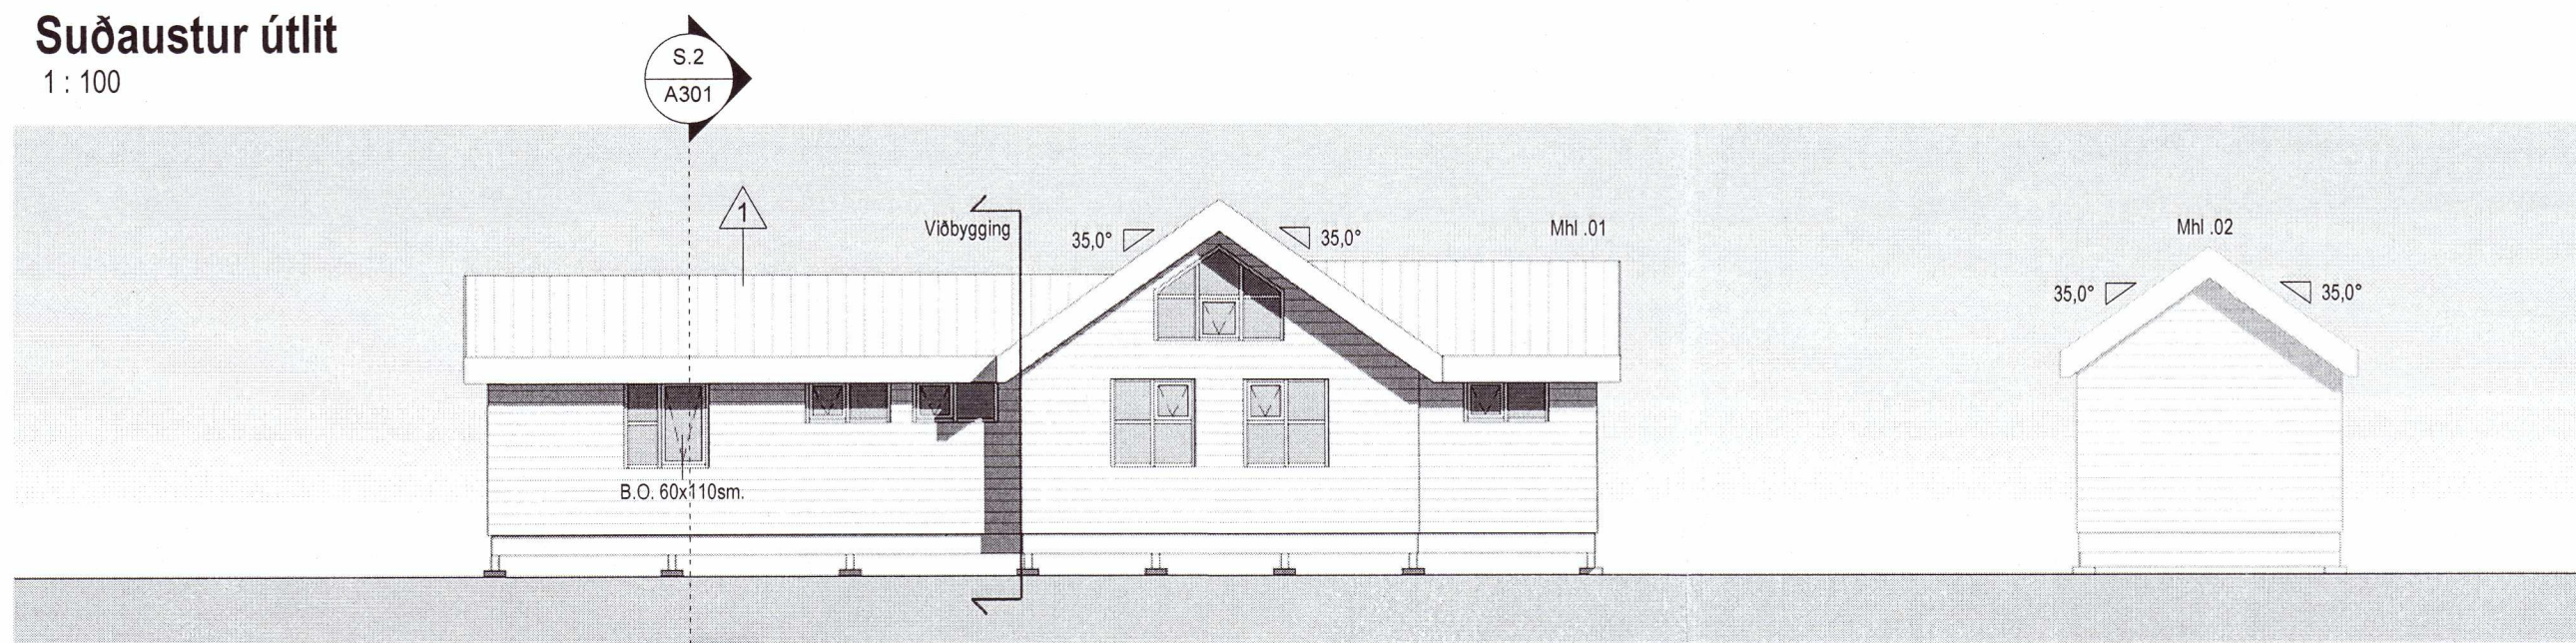 Suðaustur útlit
1 : 100
S.2
A301
1
Viðbygging
35,0°
35,0°
Mhl .01
Mhl .02
35,0°
35,0°
B.O. 60x110sm.